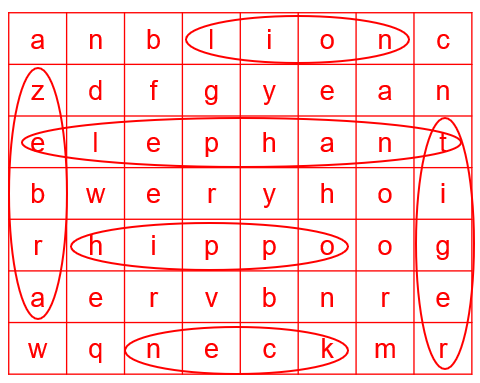 a n b l i o n c
z d f g y e a n
e l e p h a n t
b w e r y h o i
r h i p p o o g
a e r v b n r e
w q n e c k m r